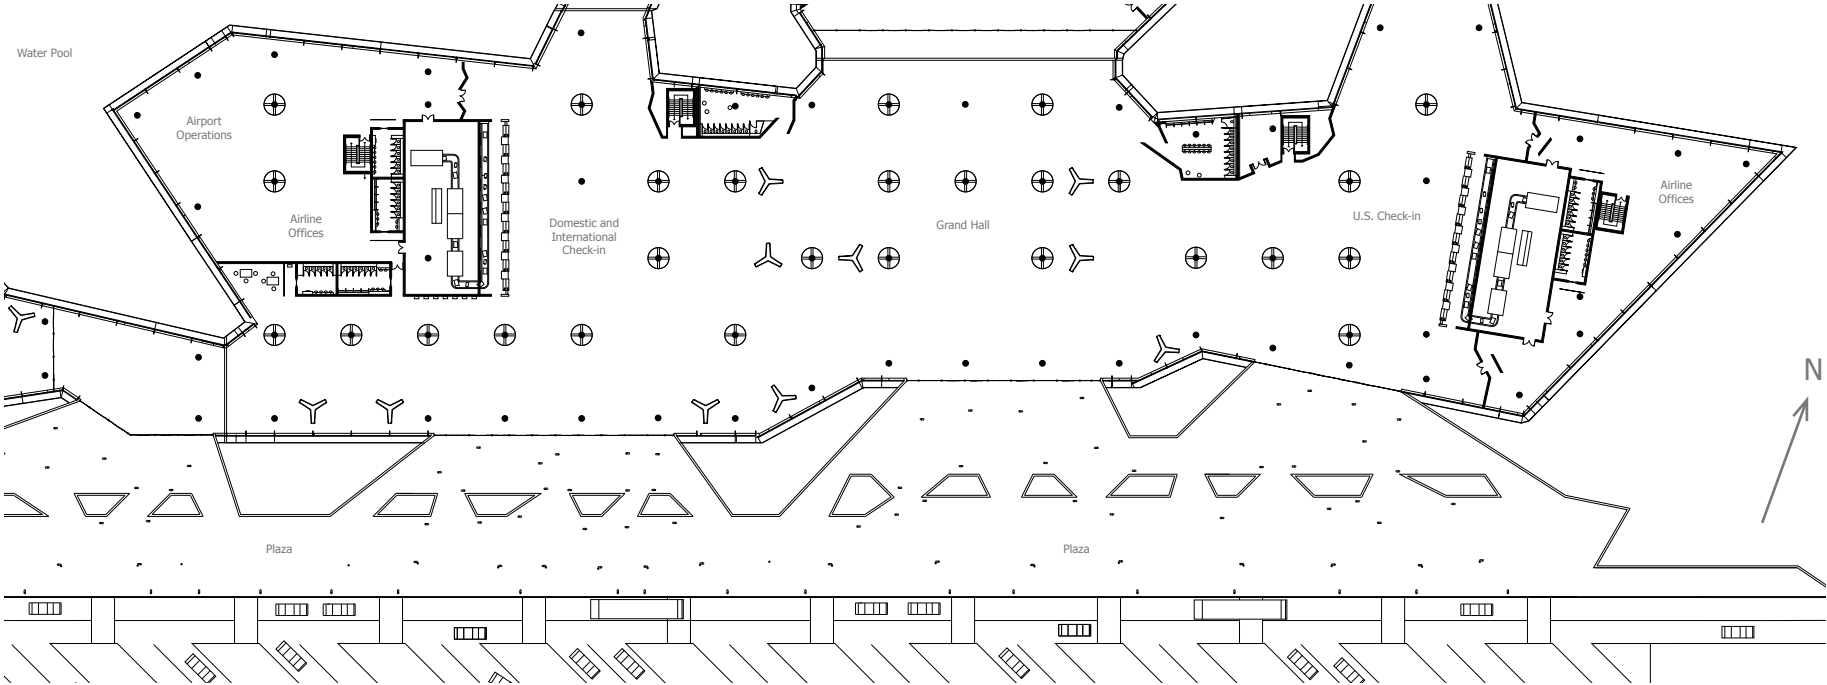 Water Pool
Airport
Operations
Airline
Offices
Domestic and
International
Check-in
Grand Hall
U.S. Check-in
Airline
Offices
N
Plaza
Plaza